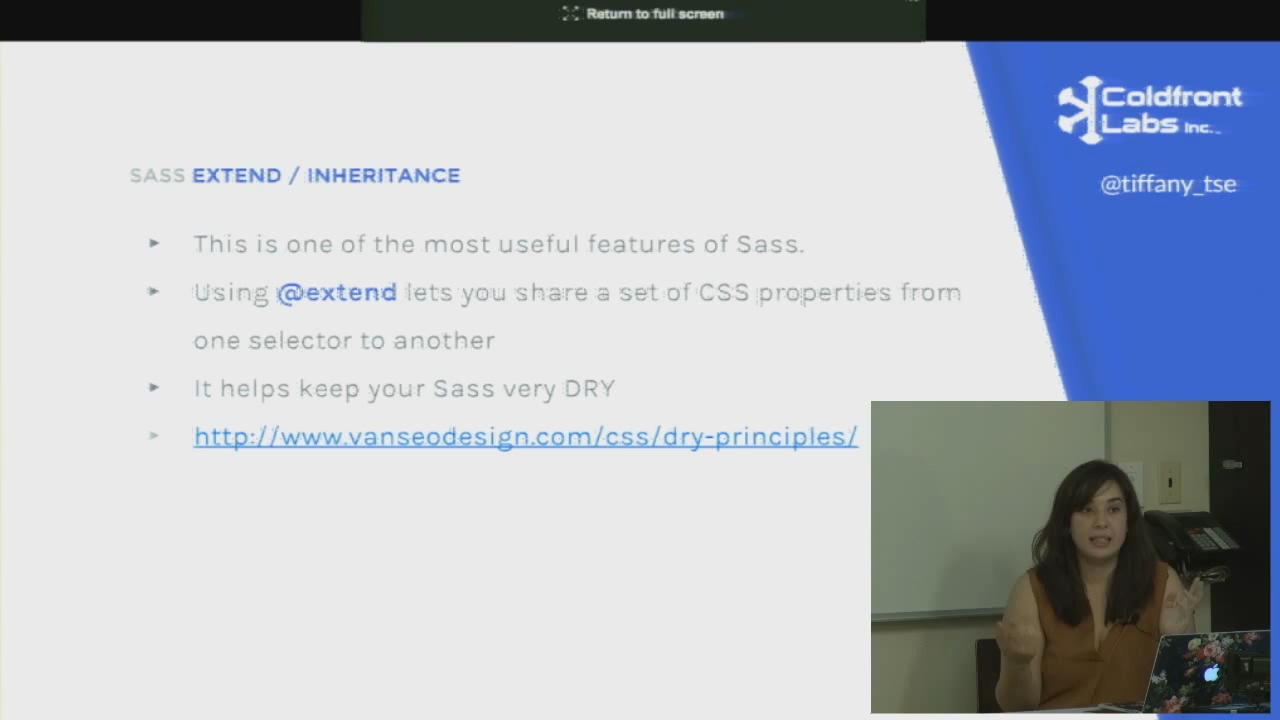 Return to full screen
Coldfront
Labs Inc.
@tiffany_tse
SASS EXTEND / INHERITANCE
► This is one of the most useful features of Sass.
► Using @extend lets you share a set of CSS properties from
one selector to another
► It helps keep your Sass very DRY
► http://www.vanseodesign.com/css/dry-principles/